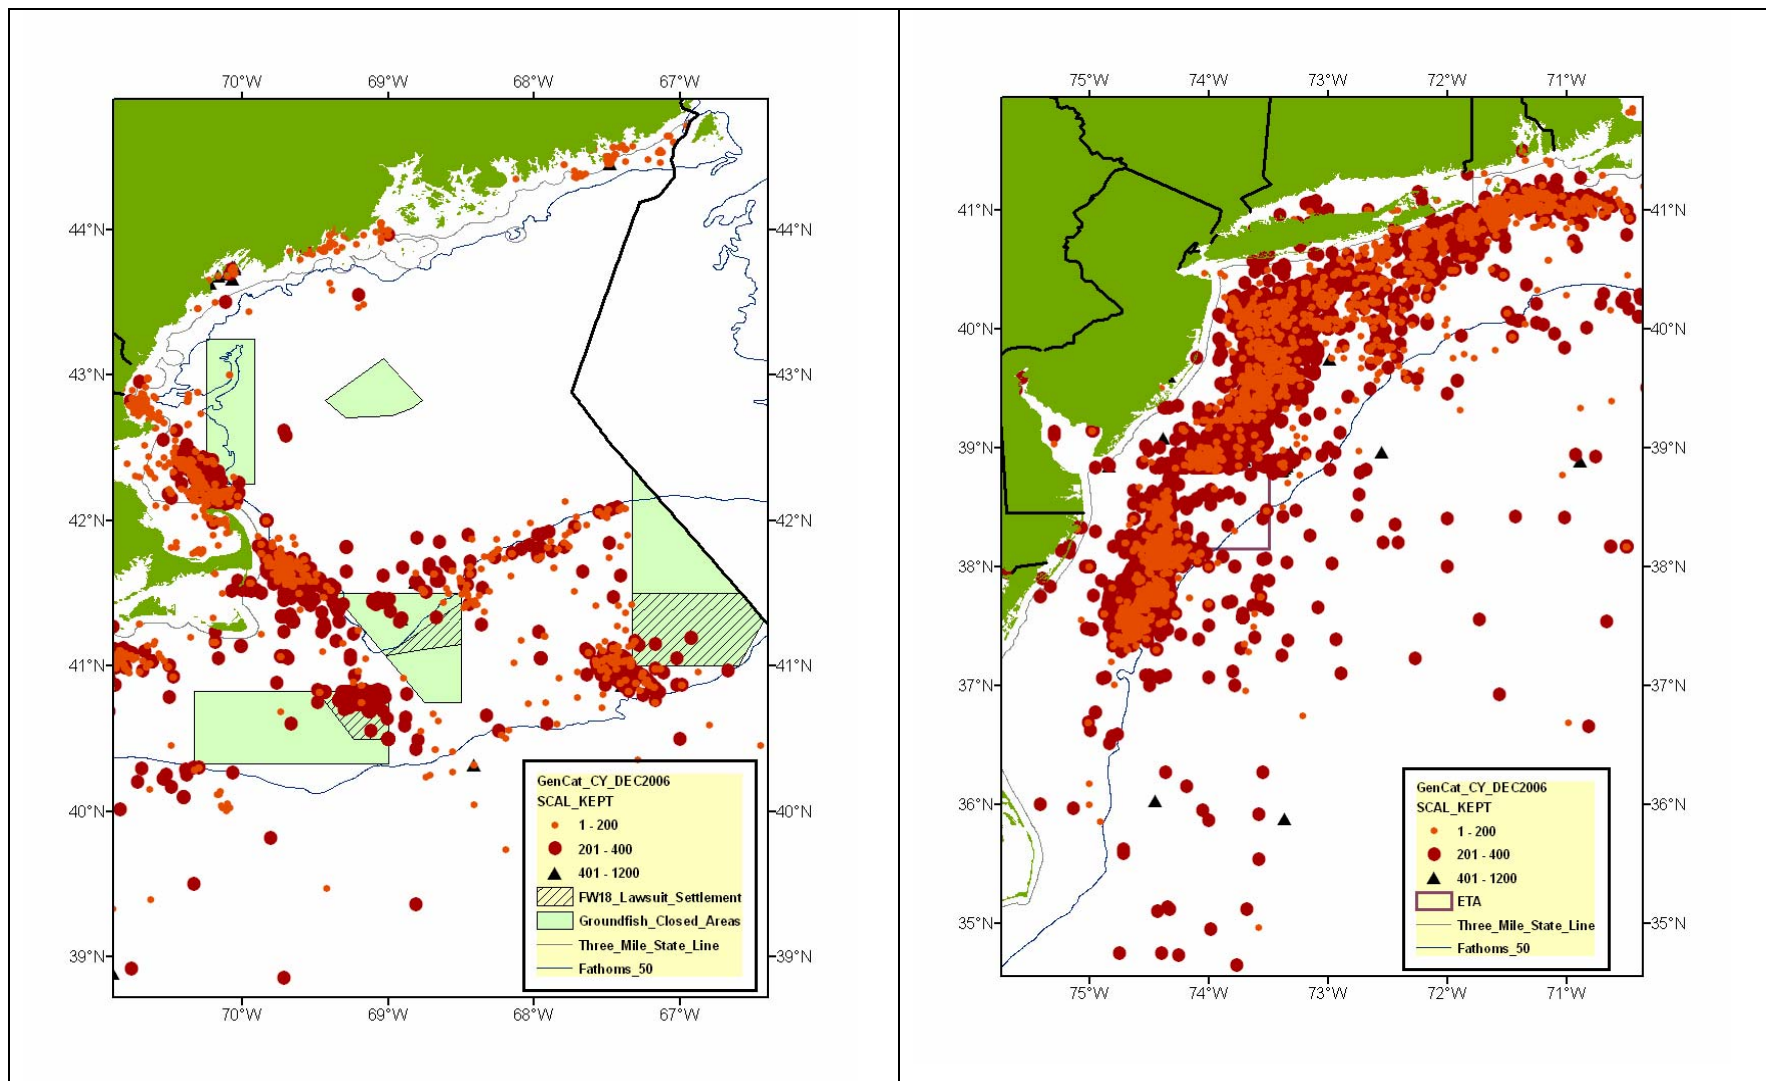 70°W 69°W 68°W 67°W
44°N 44°N
43°N 43°N
42°N 42°N
41°N 41°N
40°N 40°N
39°N 39°N
GenCat_CY_DEC2006
SCAL_KEPT
1 - 200
201 - 400
401 - 1200
FW18_Lawsuit_Settlement
Groundfish_Closed_Areas
Three_Mile_State_Line
Fathoms_50
70°W 69°W 68°W 67°W
75°W 74°W 73°W 72°W 71°W
41°N 41°N
40°N 40°N
39°N 39°N
38°N 38°N
37°N 37°N
36°N 36°N
35°N 35°N
GenCat_CY_DEC2006
SCAL_KEPT
1 - 200
201 - 400
401 - 1200
ETA
Three_Mile_State_Line
Fathoms_50
75°W 74°W 73°W 72°W 71°W